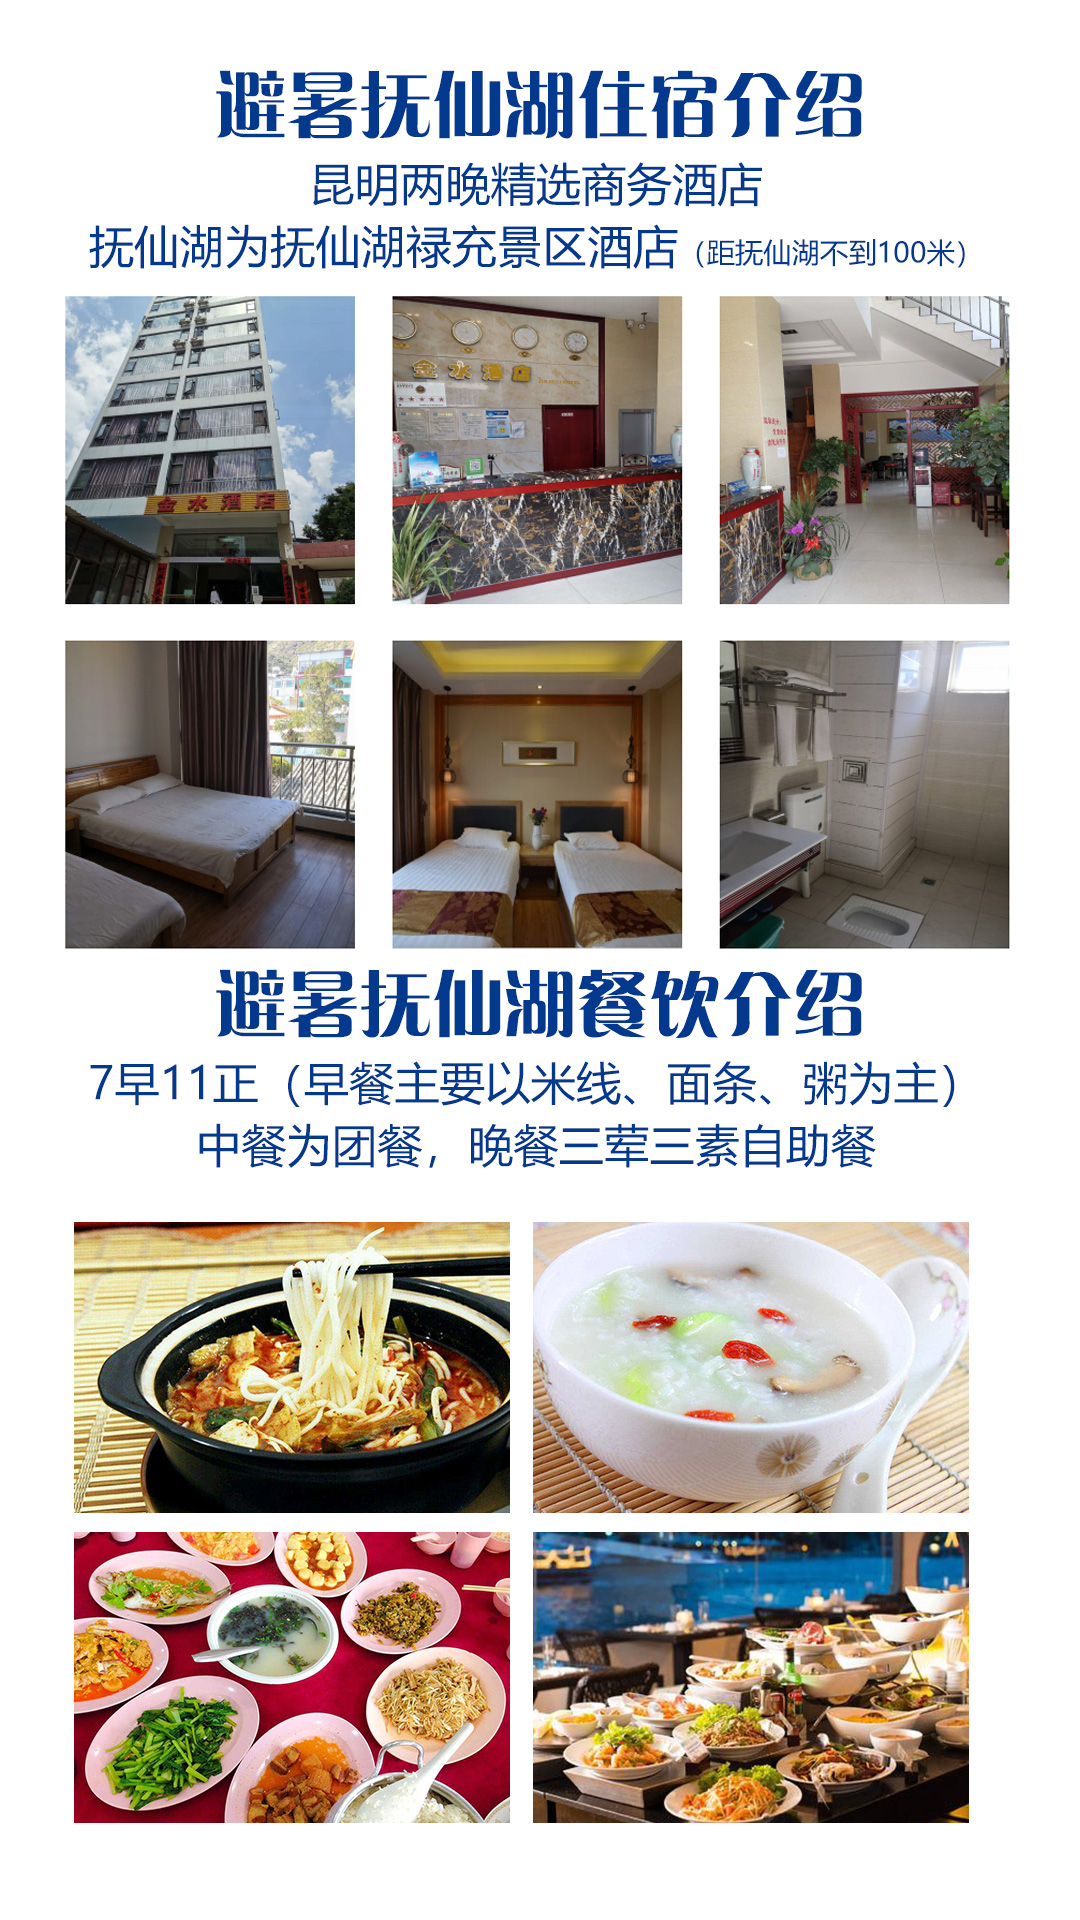 避暑抚仙湖住宿介绍
昆明两晚精选商务酒店
抚仙湖为抚仙湖禄充景区酒店（距抚仙湖不到100米）
金水酒店
金水酒店
避暑抚仙湖餐饮介绍
7早11正（早餐主要以米线、面条、粥为主）
中餐为团餐，晚餐三荤三素自助餐